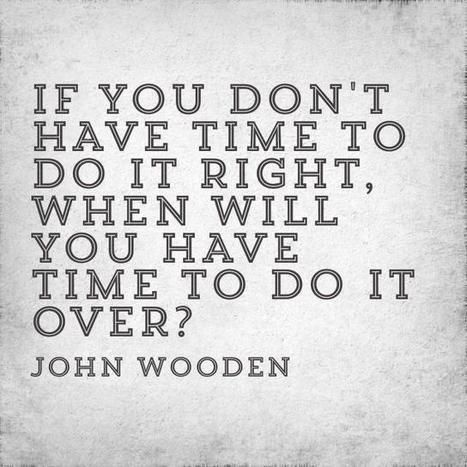 IF YOU DON'T
HAVE TIME TO
DO IT RIGHT,
WHEN WILL
YOU HAVE
TIME TO DO IT
OVER?
JOHN WOODEN